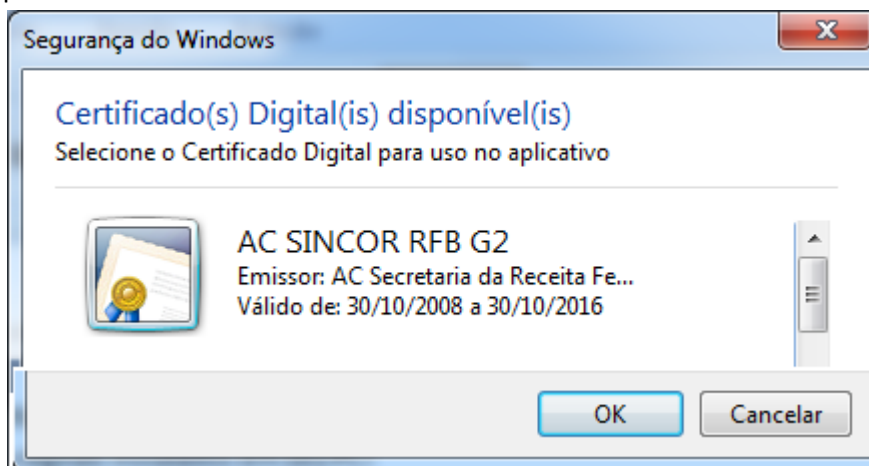 Segurança do Windows
Certificado(s) Digital(is) disponível(is)
Selecione o Certificado Digital para uso no aplicativo
AC SINCOR RFB G2
Emissor: AC Secretaria da Receita Fe...
Válido de: 30/10/2008 a 30/10/2016
OK
Cancelar